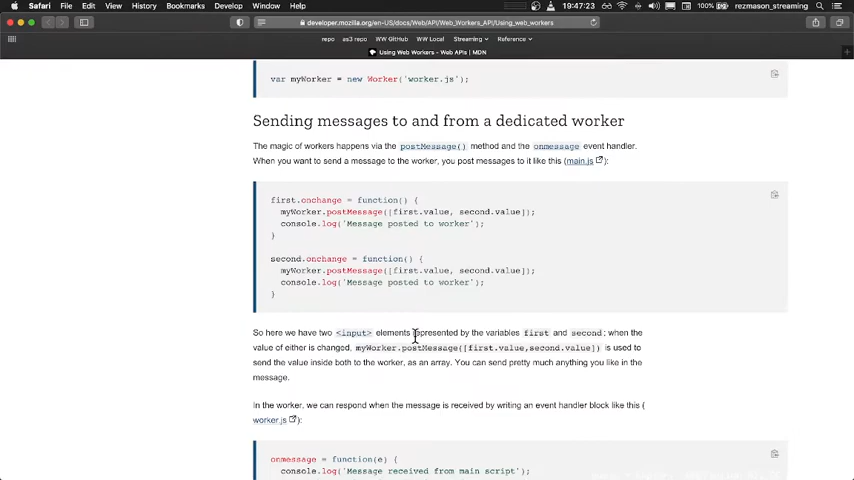 Safari File Edit View History Bookmarks Develop Window Help 19:47:23 100% rezmason_streaming
developer.mozilla.org/en-US/docs/Web/API/Web_Workers_API/Using_web_workers
repo as3 repo WW GitHub WW Local Streaming Reference
Using Web Workers - Web APIs | MDN
var myWorker = new Worker('worker.js');
Sending messages to and from a dedicated worker
The magic of workers happens via the postMessage() method and the onmessage event handler.
When you want to send a message to the worker, you post messages to it like this (main.js):
first.onchange = function() {
myWorker.postMessage([first.value, second.value]);
console.log('Message posted to worker');
}
second.onchange = function() {
myWorker.postMessage([first.value, second.value]);
console.log('Message posted to worker');
}
So here we have two <input> elements represented by the variables first and second; when the
value of either is changed, myWorker.postMessage([first.value,second.value]) is used to
send the value inside both to the worker, as an array. You can send pretty much anything you like in the
message.
In the worker, we can respond when the message is received by writing an event handler block like this (
worker.js):
onmessage = function(e) {
console.log('Message received from main script');